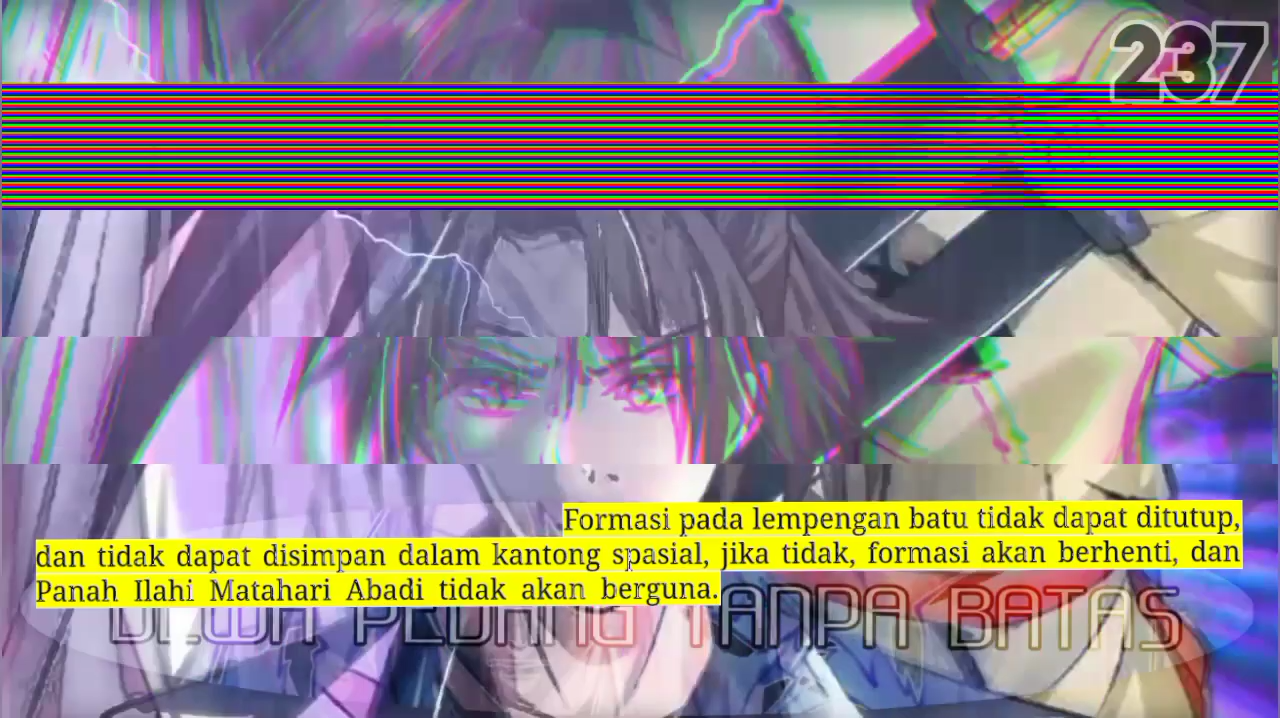 237
Formasi pada lempengan batu tidak dapat ditutup,
dan tidak dapat disimpan dalam kantong spasial, jika tidak, formasi akan berhenti, dan
Panah Ilahi Matahari Abadi tidak akan berguna.
DEWA PEDANG TANPA BATAS